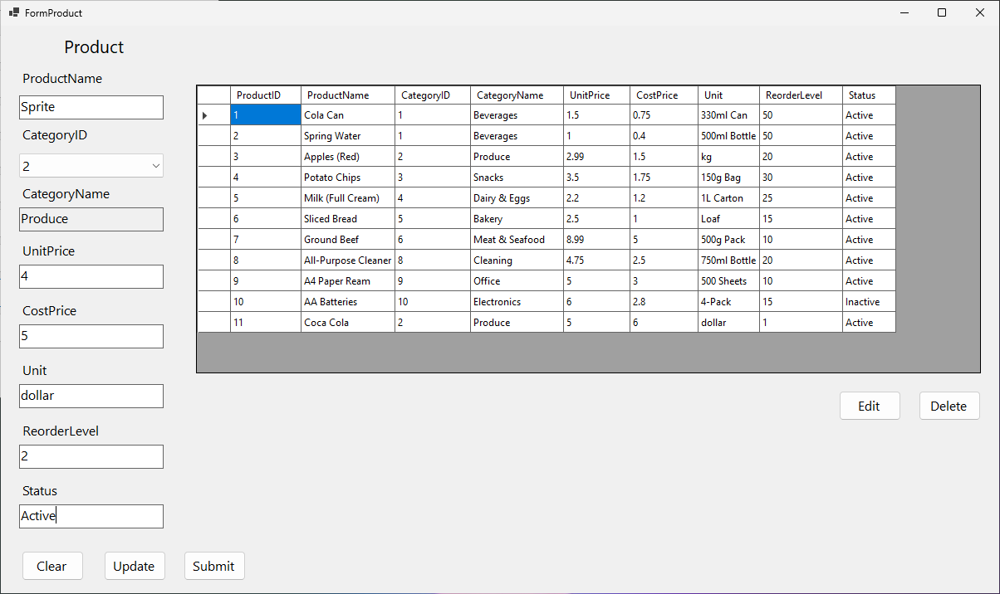 FormProduct
Product
ProductName
Sprite
CategoryID
2
CategoryName
Produce
UnitPrice
4
CostPrice
5
Unit
dollar
ReorderLevel
2
Status
Active
Clear Update Submit
ProductID ProductName CategoryID CategoryName UnitPrice CostPrice Unit ReorderLevel Status
1 Cola Can 1 Beverages 1.5 0.75 330ml Can 50 Active
2 Spring Water 1 Beverages 1 0.4 500ml Bottle 50 Active
3 Apples (Red) 2 Produce 2.99 1.5 kg 20 Active
4 Potato Chips 3 Snacks 3.5 1.75 150g Bag 30 Active
5 Milk (Full Cream) 4 Dairy & Eggs 2.2 1.2 1L Carton 25 Active
6 Sliced Bread 5 Bakery 2.5 1 Loaf 15 Active
7 Ground Beef 6 Meat & Seafood 8.99 5 500g Pack 10 Active
8 All-Purpose Cleaner 8 Cleaning 4.75 2.5 750ml Bottle 20 Active
9 A4 Paper Ream 9 Office 5 3 500 Sheets 10 Active
10 AA Batteries 10 Electronics 6 2.8 4-Pack 15 Inactive
11 Coca Cola 2 Produce 5 6 dollar 1 Active
Edit Delete